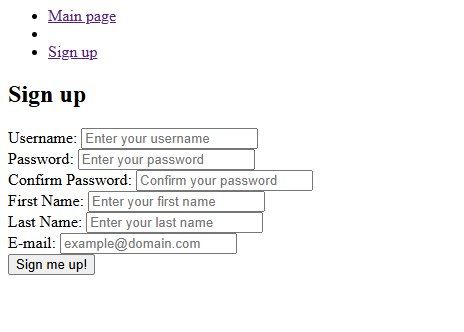 Main page
Sign up
Sign up
Username: Enter your username
Password: Enter your password
Confirm Password: Confirm your password
First Name: Enter your first name
Last Name: Enter your last name
E-mail: example@domain.com
Sign me up!